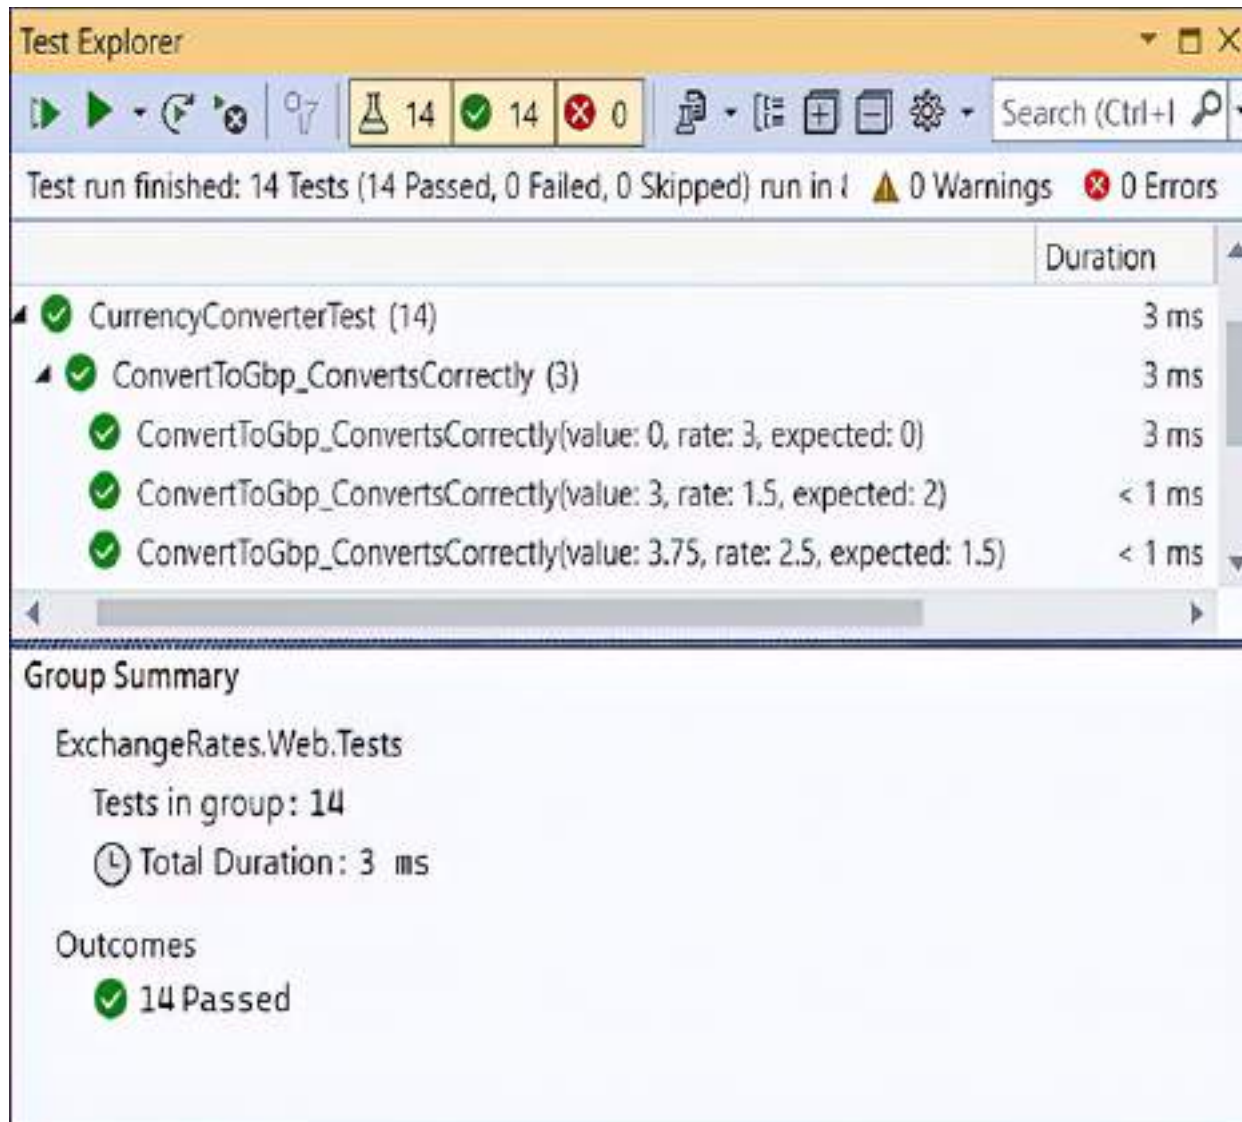 Test Explorer
14 14 0 Search (Ctrl+
Test run finished: 14 Tests (14 Passed, 0 Failed, 0 Skipped) run in 0 Warnings 0 Errors
Duration
CurrencyConverterTest (14) 3 ms
ConvertToGbp_ConvertsCorrectly (3) 3 ms
ConvertToGbp_ConvertsCorrectly(value: 0, rate: 3, expected: 0) 3 ms
ConvertToGbp_ConvertsCorrectly(value: 3, rate: 1.5, expected: 2) < 1 ms
ConvertToGbp_ConvertsCorrectly(value: 3.75, rate: 2.5, expected: 1.5) < 1 ms
Group Summary
ExchangeRates.Web.Tests
Tests in group: 14
Total Duration: 3 ms
Outcomes
14 Passed